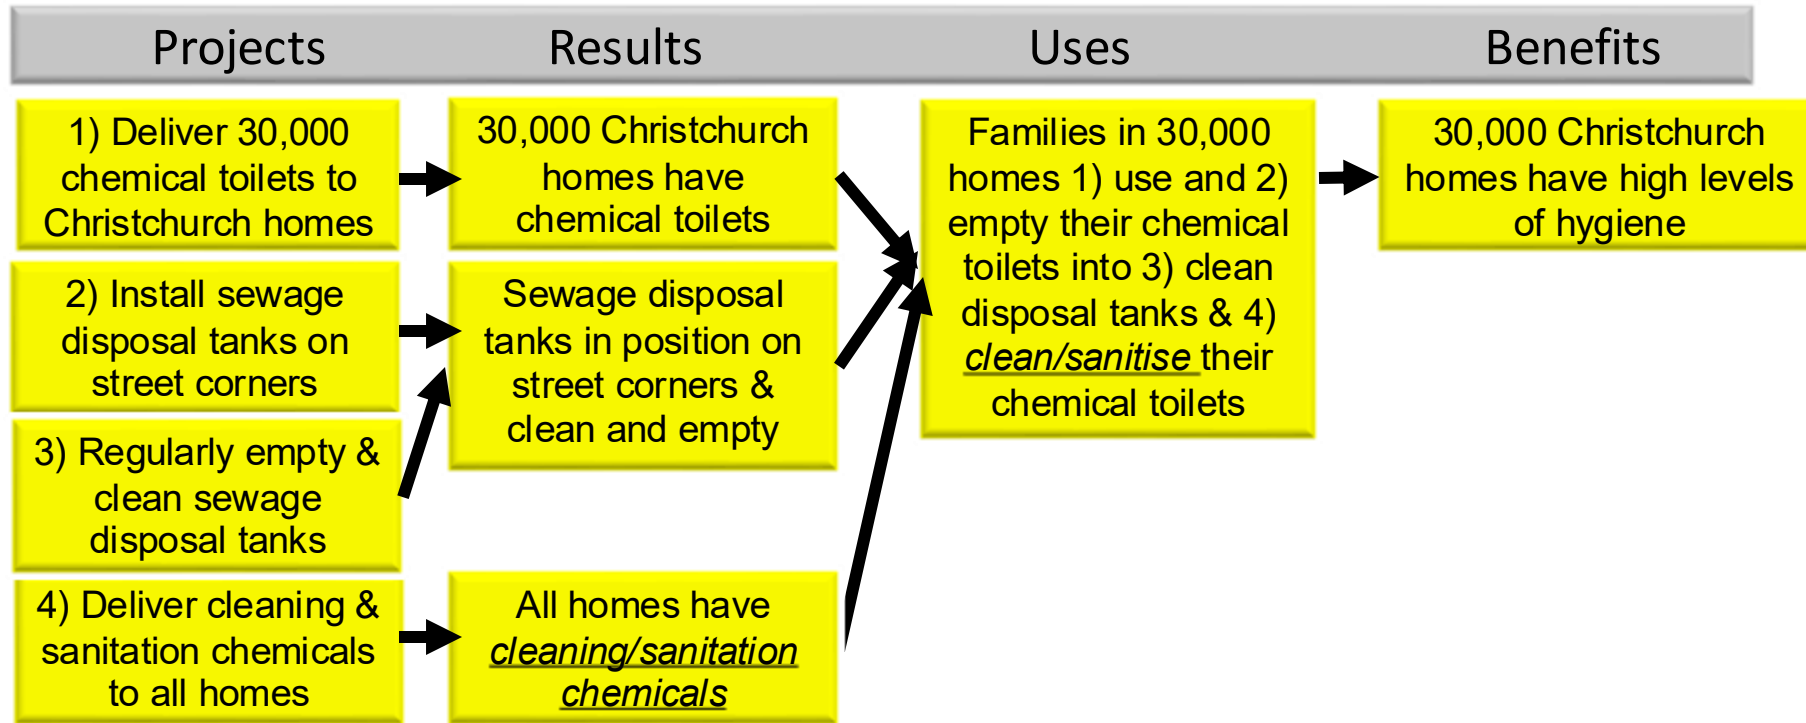 Projects
Results
Uses
Benefits
1) Deliver 30,000
chemical toilets to
Christchurch homes
30,000 Christchurch
homes have
chemical toilets
Families in 30,000
homes 1) use and 2)
empty their chemical
toilets into 3) clean
disposal tanks & 4)
clean/sanitise their
chemical toilets
30,000 Christchurch
homes have high levels
of hygiene
2) Install sewage
disposal tanks on
street corners
Sewage disposal
tanks in position on
street corners &
clean and empty
3) Regularly empty &
clean sewage
disposal tanks
4) Deliver cleaning &
sanitation chemicals
to all homes
All homes have
cleaning/sanitation
chemicals